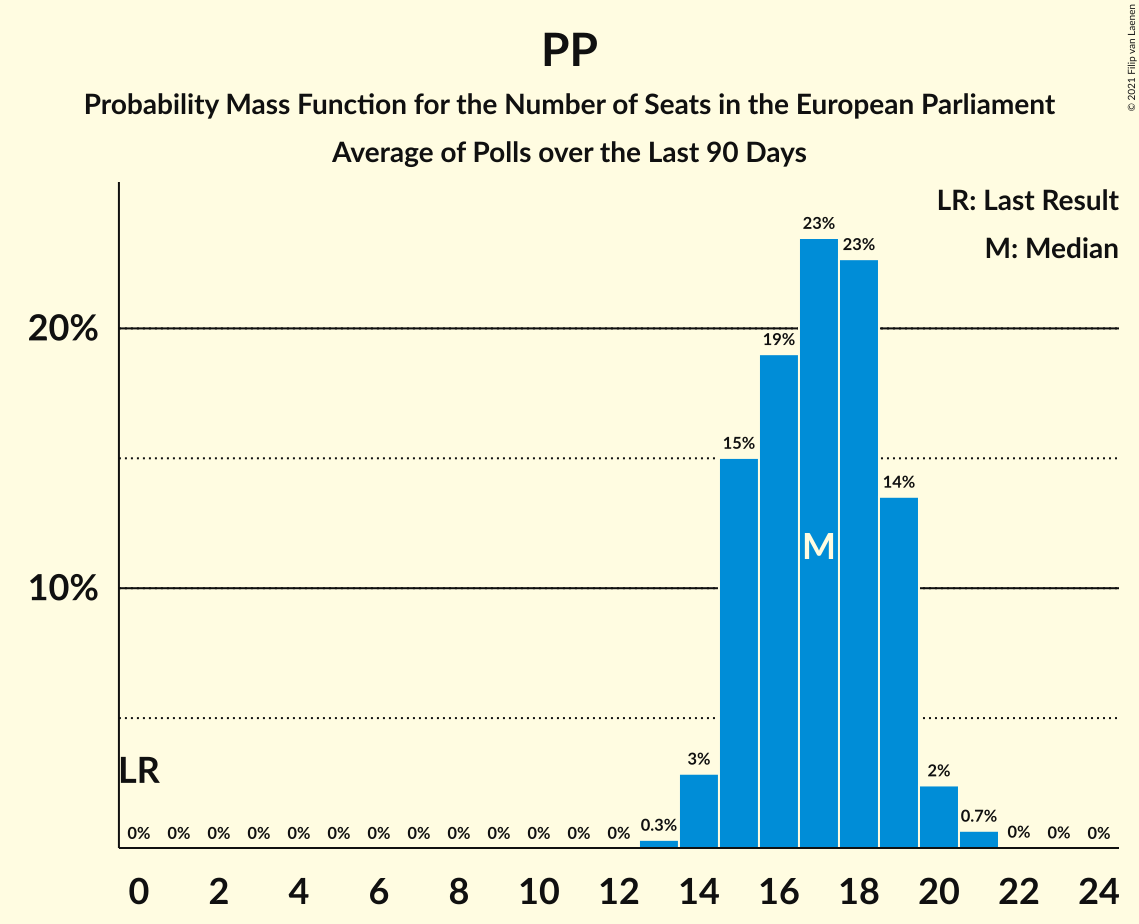 PP
Probability Mass Function for the Number of Seats in the European Parliament
Average of Polls over the Last 90 Days
© 2021 Filip van Laenen
LR: Last Result
M: Median
23%
23%
20%
19%
15%
14%
M
10%
LR
3%
2%
0% 0% 0% 0% 0% 0% 0% 0% 0% 0% 0% 0% 0% 0.3% 0.7% 0% 0% 0%
0 2 4 6 8 10 12 14 16 18 20 22 24